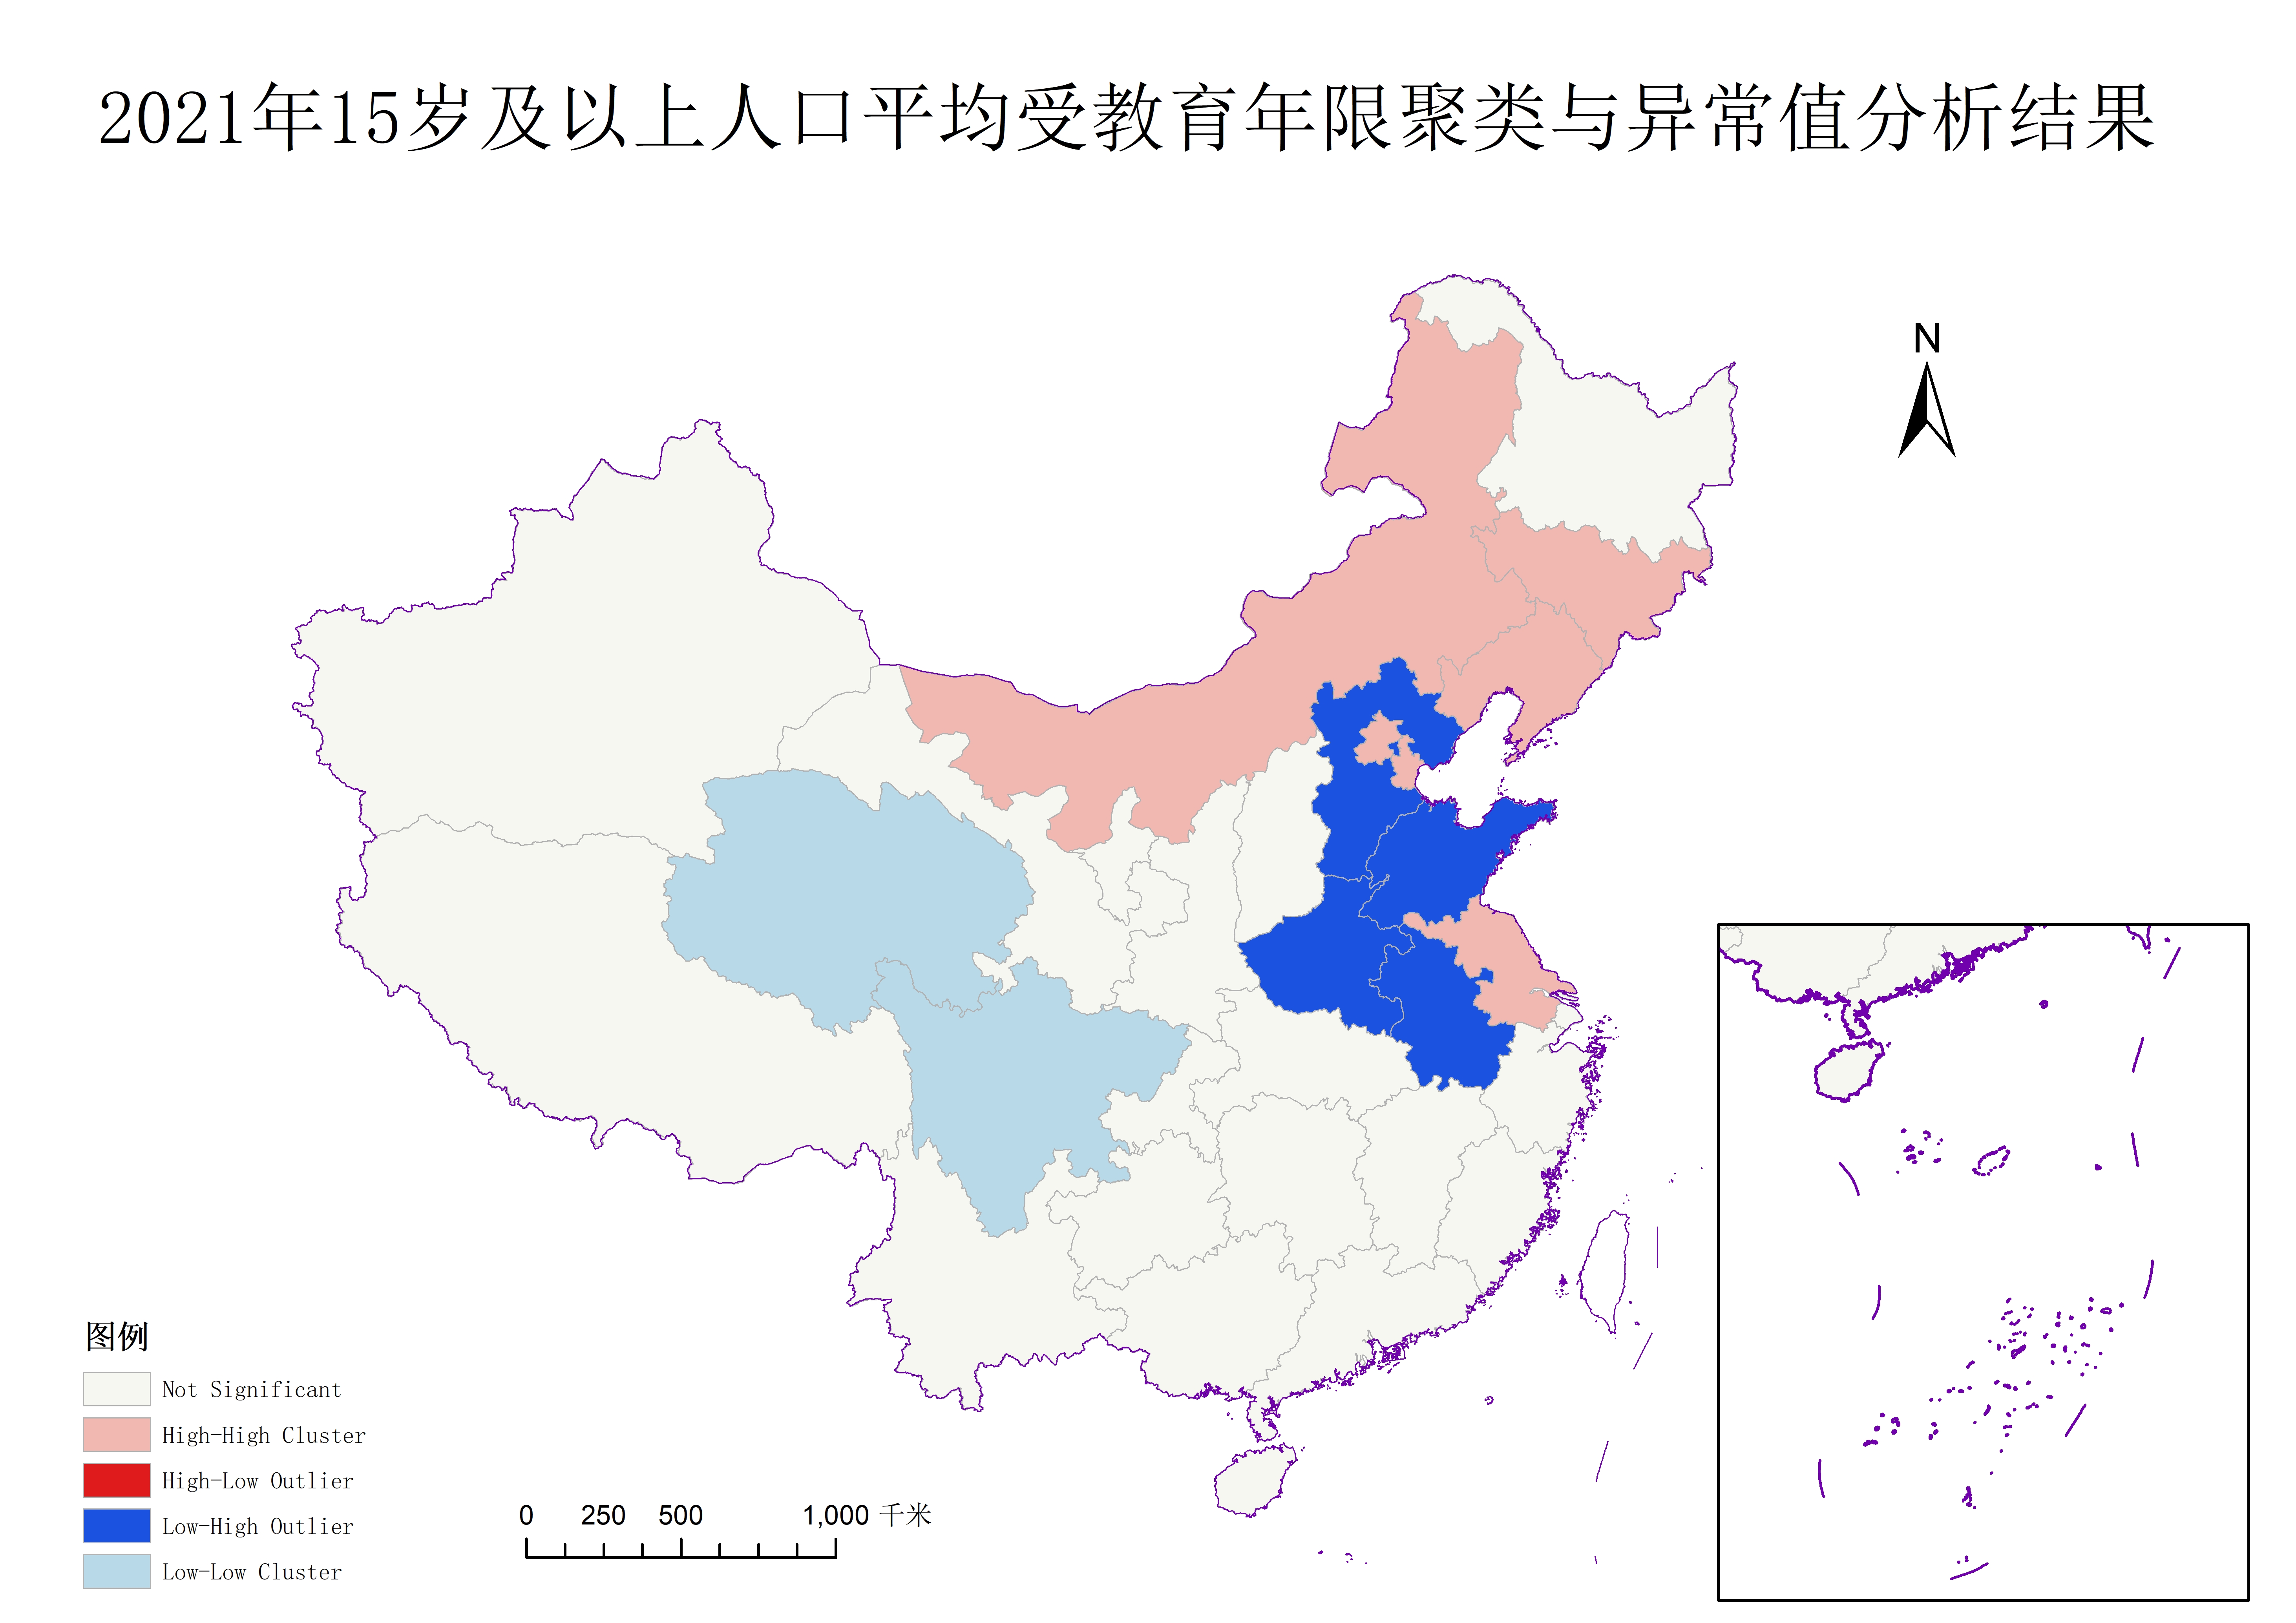 2021年15岁及以上人口平均受教育年限聚类与异常值分析结果
N
图例
Not Significant
High-High Cluster
High-Low Outlier
Low-High Outlier
Low-Low Cluster
0 250 500 1,000 千米